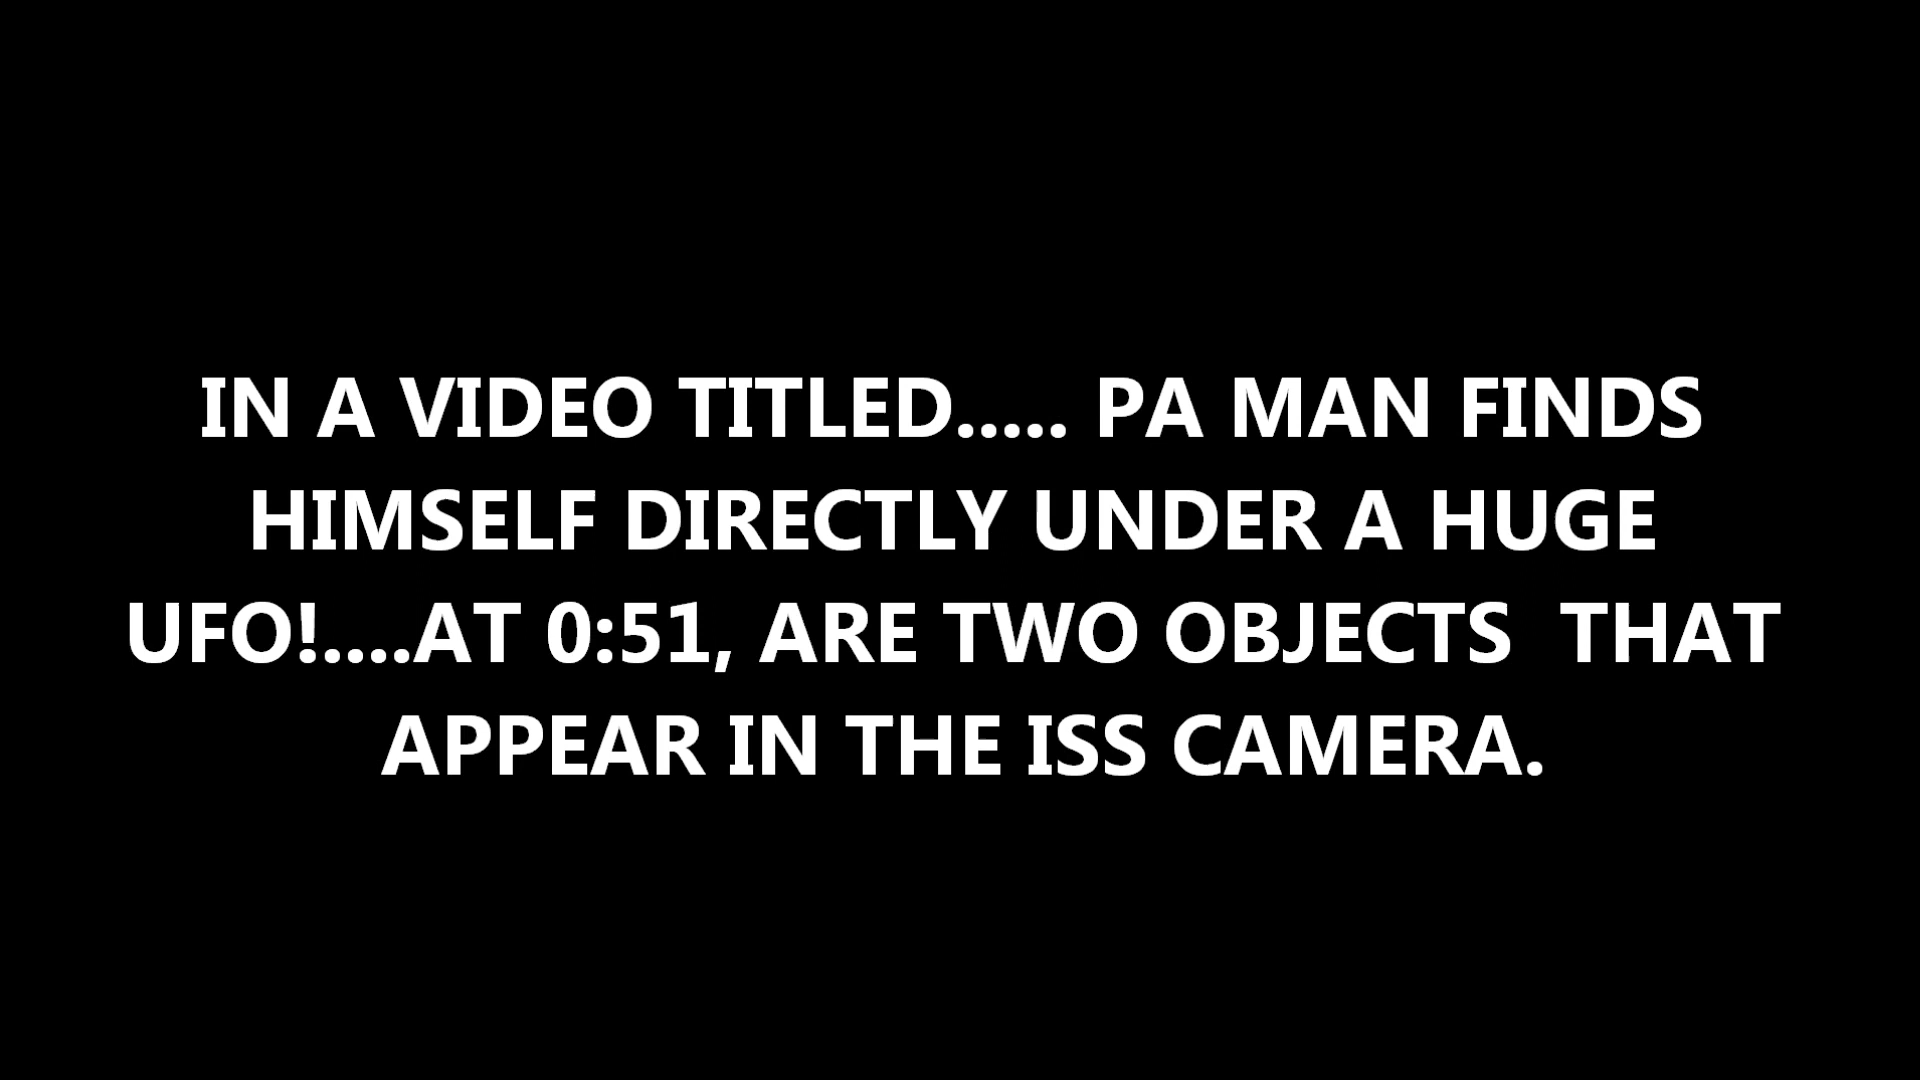 IN A VIDEO TITLED..... PA MAN FINDS
HIMSELF DIRECTLY UNDER A HUGE
UFO!....AT 0:51, ARE TWO OBJECTS  THAT
APPEAR IN THE ISS CAMERA.